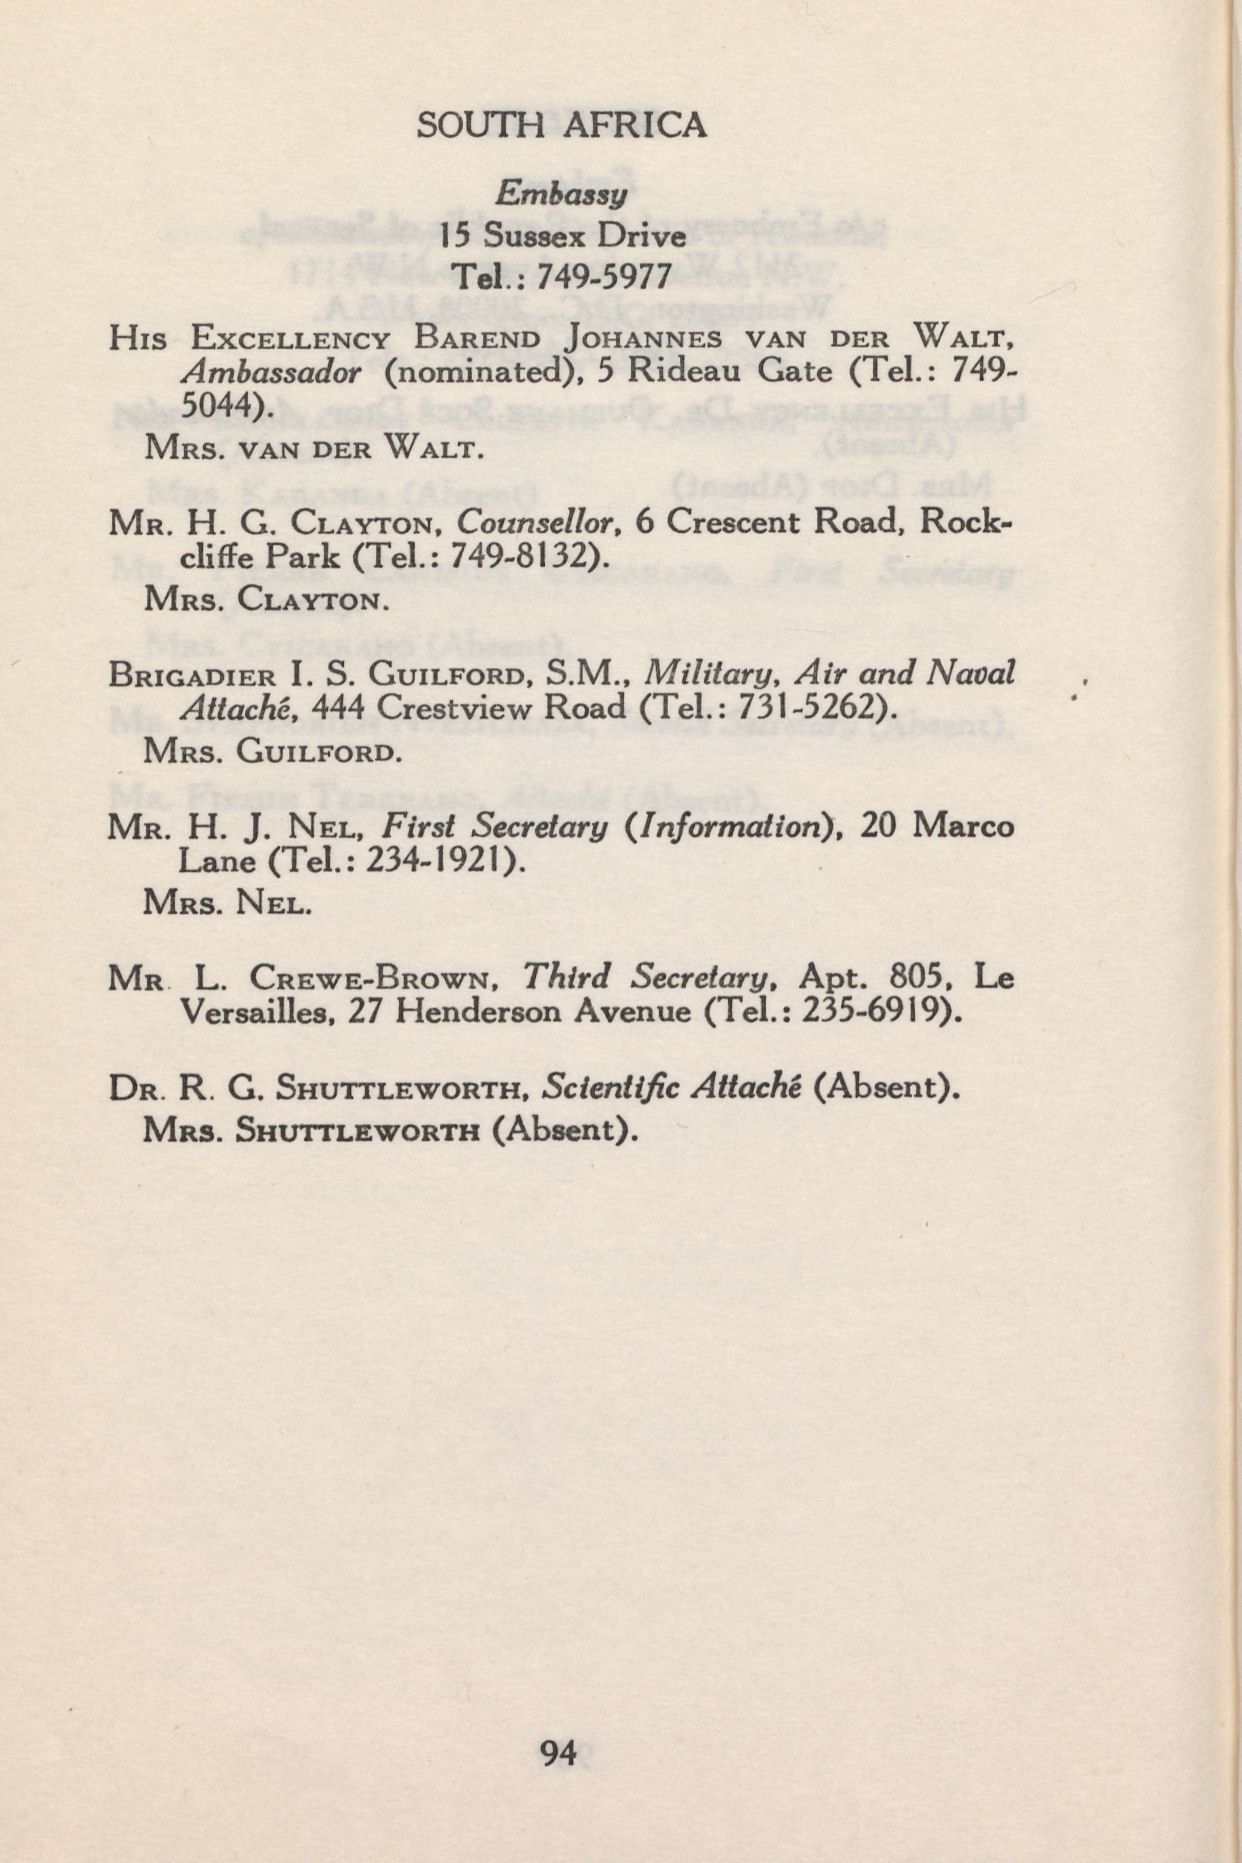 SOUTH AFRICA
Embassy
15 Sussex Drive
Tel.: 749-5977
His Excellency Barend Johannes van der Walt,
Ambassador (nominated), 5 Rideau Gate (Tel.: 749-
5044).
Mrs. van der Walt.
Mr. H. G. Clayton, Counsellor, 6 Crescent Road, Rock-
cliffe Park (Tel.: 749-8132).
Mrs. Clayton.
Brigadier I. S. Guilford, S.M., Military, Air and Naval
Attaché, 444 Crestview Road (Tel.: 731-5262).
Mrs. Guilford.
Mr. H. J. Nel, First Secretary (Information), 20 Marco
Lane (Tel.: 234-1921).
Mrs. Nel.
Mr. L. Crewe-Brown, Third Secretary, Apt. 805, Le
Versailles, 27 Henderson Avenue (Tel.: 235-6919).
Dr. R. G. Shuttleworth, Scientific Attaché (Absent).
Mrs. Shuttleworth (Absent).
94